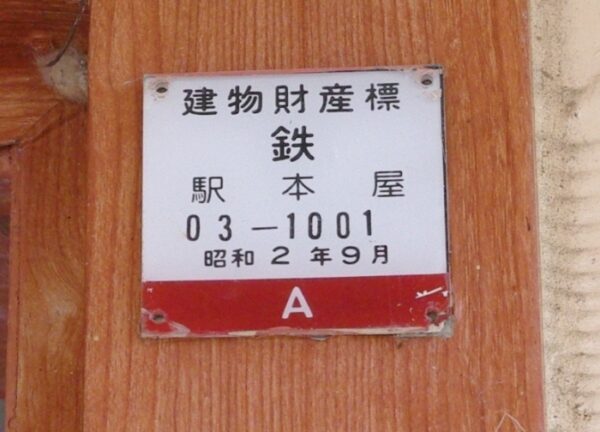 建物財産標
鉄
駅本屋
03-1001
昭和2年9月
A